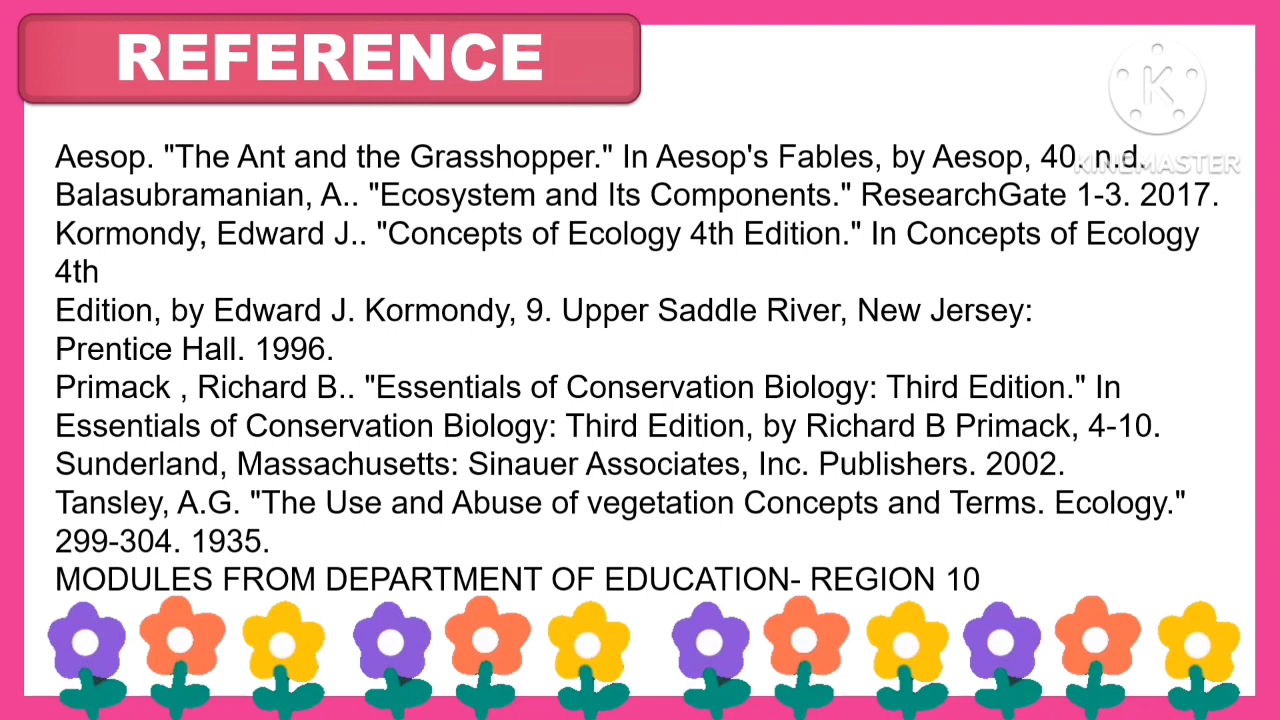 REFERENCE
K
KINEMASTER
Aesop. "The Ant and the Grasshopper." In Aesop's Fables, by Aesop, 40. n.d.
Balasubramanian, A.. "Ecosystem and Its Components." ResearchGate 1-3. 2017.
Kormondy, Edward J.. "Concepts of Ecology 4th Edition." In Concepts of Ecology
4th
Edition, by Edward J. Kormondy, 9. Upper Saddle River, New Jersey:
Prentice Hall. 1996.
Primack , Richard B.. "Essentials of Conservation Biology: Third Edition." In
Essentials of Conservation Biology: Third Edition, by Richard B Primack, 4-10.
Sunderland, Massachusetts: Sinauer Associates, Inc. Publishers. 2002.
Tansley, A.G. "The Use and Abuse of vegetation Concepts and Terms. Ecology."
299-304. 1935.
MODULES FROM DEPARTMENT OF EDUCATION- REGION 10